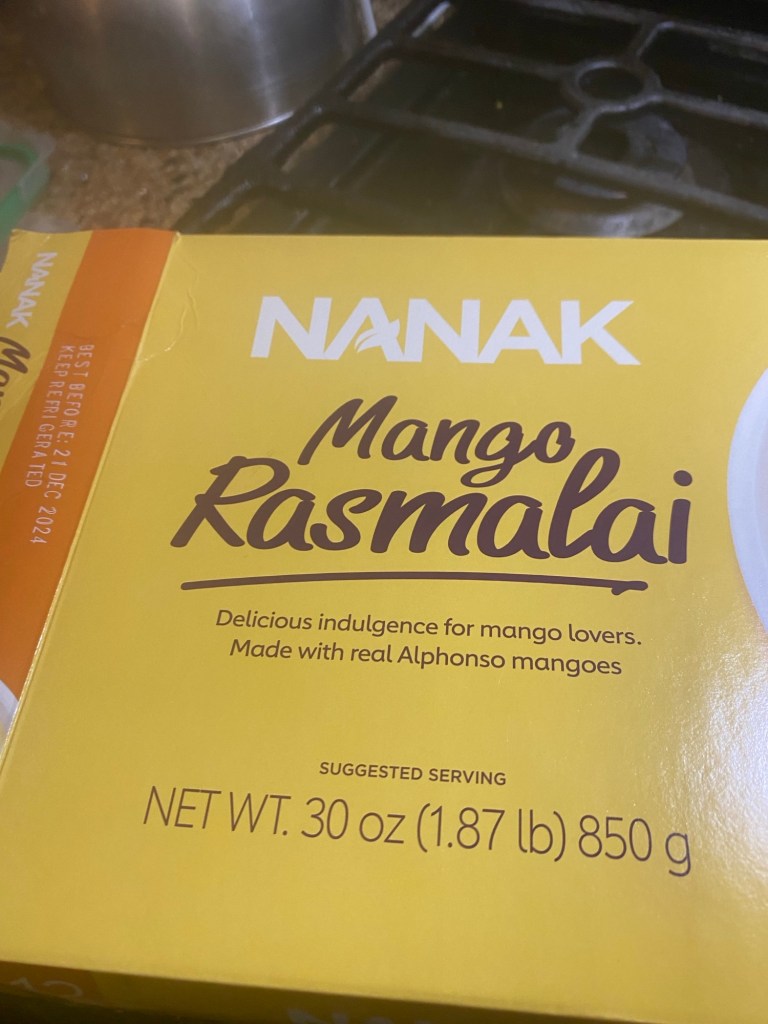 NANAK
BEST BEFORE: 21 DEC 2024
KEEP REFRIGERATED
NANAK
Mango
Rasmalai
Delicious indulgence for mango lovers.
Made with real Alphonso mangoes
SUGGESTED SERVING
NET WT. 30 oz (1.87 lb) 850 g